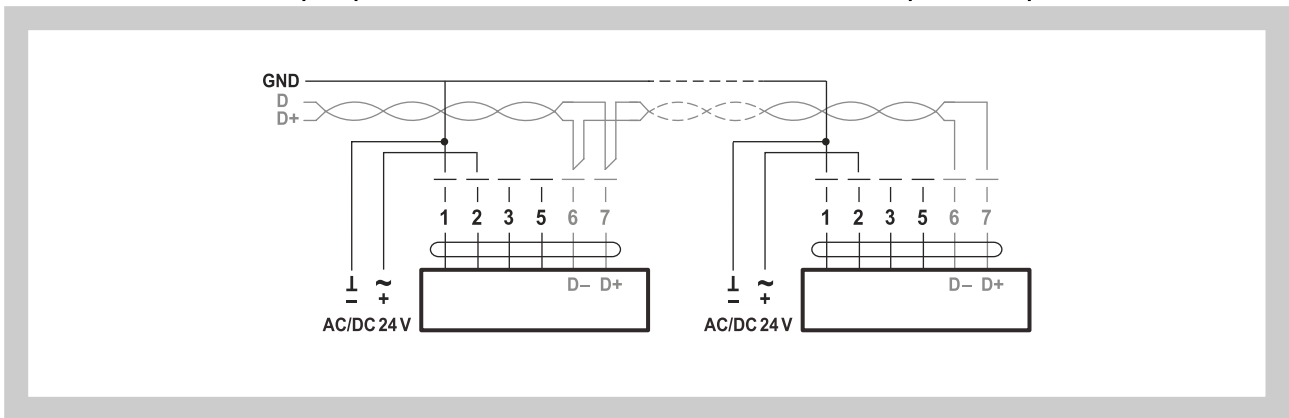 GND
D
D+
1 2 3 5 6 7
1 2 3 5 6 7
⊥ ~
– +
AC/DC 24 V
D– D+
⊥ ~
– +
AC/DC 24 V
D– D+